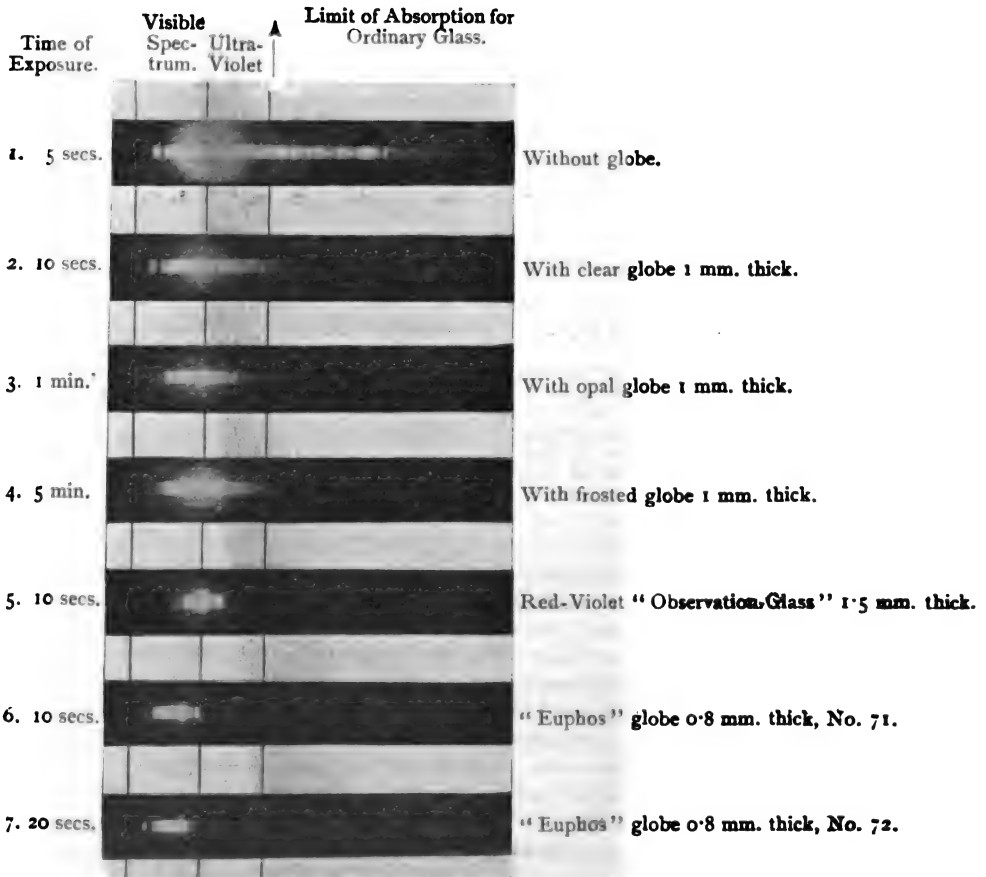 Time of
Exposure.
Visible
Spec-
trum.
Ultra-
Violet
Limit of Absorption for
Ordinary Glass.
1. 5 secs.
Without globe.
2. 10 secs.
With clear globe 1 mm. thick.
3. 1 min.
With opal globe 1 mm. thick.
4. 5 min.
With frosted globe 1 mm. thick.
5. 10 secs.
Red-Violet “Observation Glass” 1·5 mm. thick.
6. 10 secs.
“Euphos” globe 0·8 mm. thick, No. 71.
7. 20 secs.
“Euphos” globe 0·8 mm. thick, No. 72.